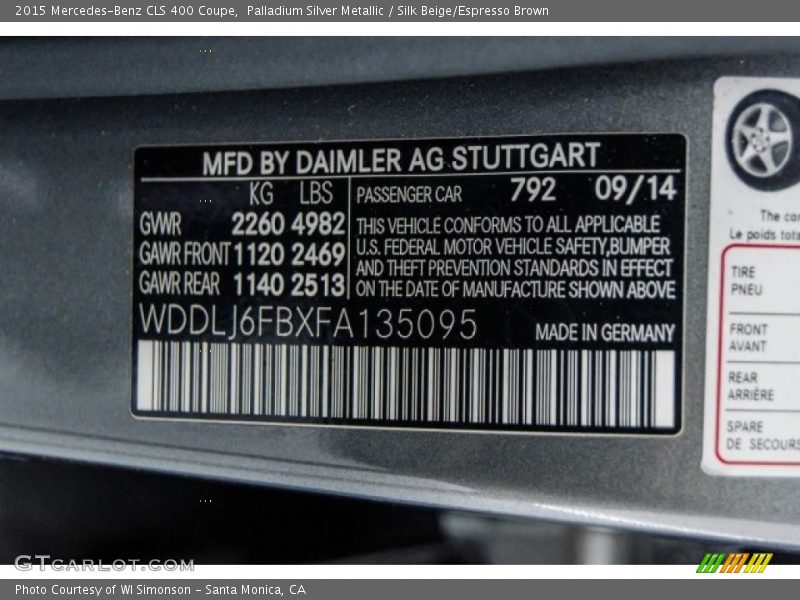 2015 Mercedes-Benz CLS 400 Coupe, Palladium Silver Metallic / Silk Beige/Espresso Brown
MFD BY DAIMLER AG STUTTGART
KG LBS
GVWR 2260 4982
GAWR FRONT 1120 2469
GAWR REAR 1140 2513
PASSENGER CAR 792 09/14
THIS VEHICLE CONFORMS TO ALL APPLICABLE
U.S. FEDERAL MOTOR VEHICLE SAFETY,BUMPER
AND THEFT PREVENTION STANDARDS IN EFFECT
ON THE DATE OF MANUFACTURE SHOWN ABOVE
WDDLJ6FBXFA135095 MADE IN GERMANY
The
Le poids
TIRE
PNEU
FRONT
AVANT
REAR
ARRIÈRE
SPARE
DE SECOURS
GTCARLOT.COM
Photo Courtesy of WI Simonson - Santa Monica, CA